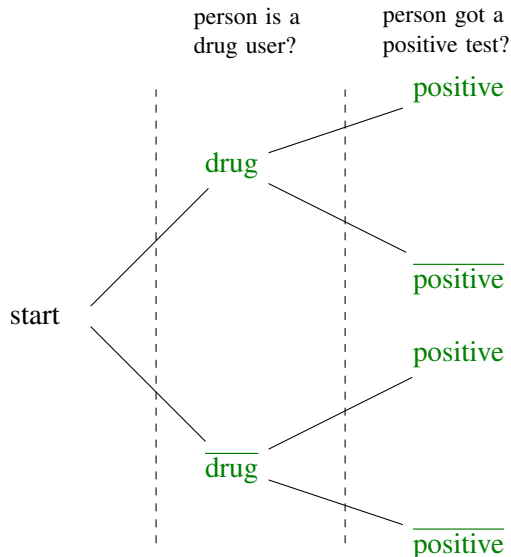 person is a
drug user?
person got a
positive test?
positive
drug
positive
start
positive
drug
positive